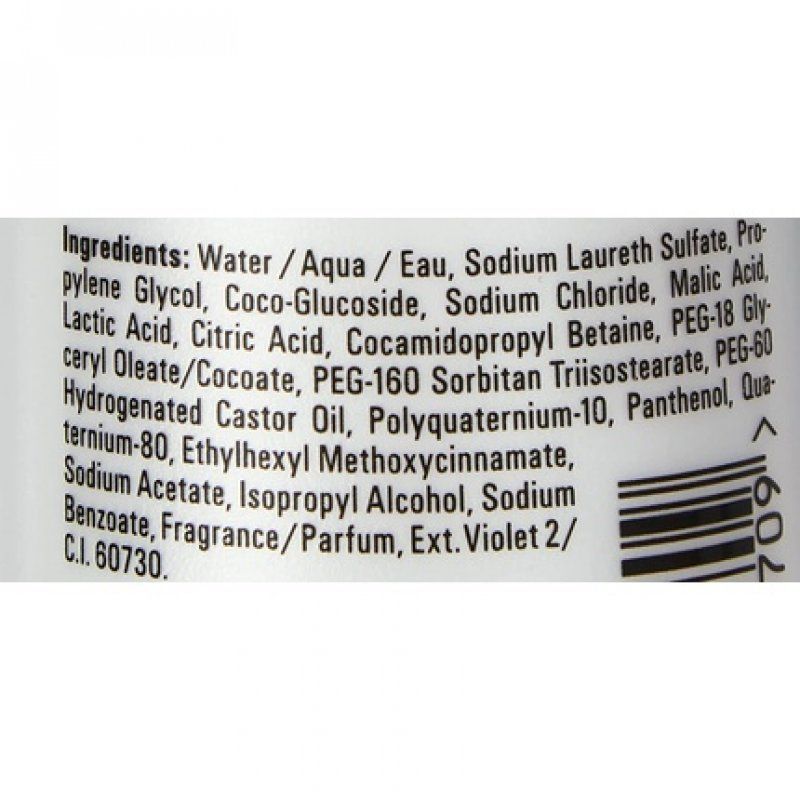 Ingredients: Water / Aqua / Eau, Sodium Laureth Sulfate, Pro-
pylene Glycol, Coco-Glucoside, Sodium Chloride, Malic Acid,
Lactic Acid, Citric Acid, Cocamidopropyl Betaine, PEG-18 Gly-
ceryl Oleate/Cocoate, PEG-160 Sorbitan Triisostearate, PEG-60
Hydrogenated Castor Oil, Polyquaternium-10, Panthenol, Qua-
ternium-80, Ethylhexyl Methoxycinnamate,
Sodium Acetate, Isopropyl Alcohol, Sodium
Benzoate, Fragrance/Parfum, Ext. Violet 2/
C.I. 60730.
>